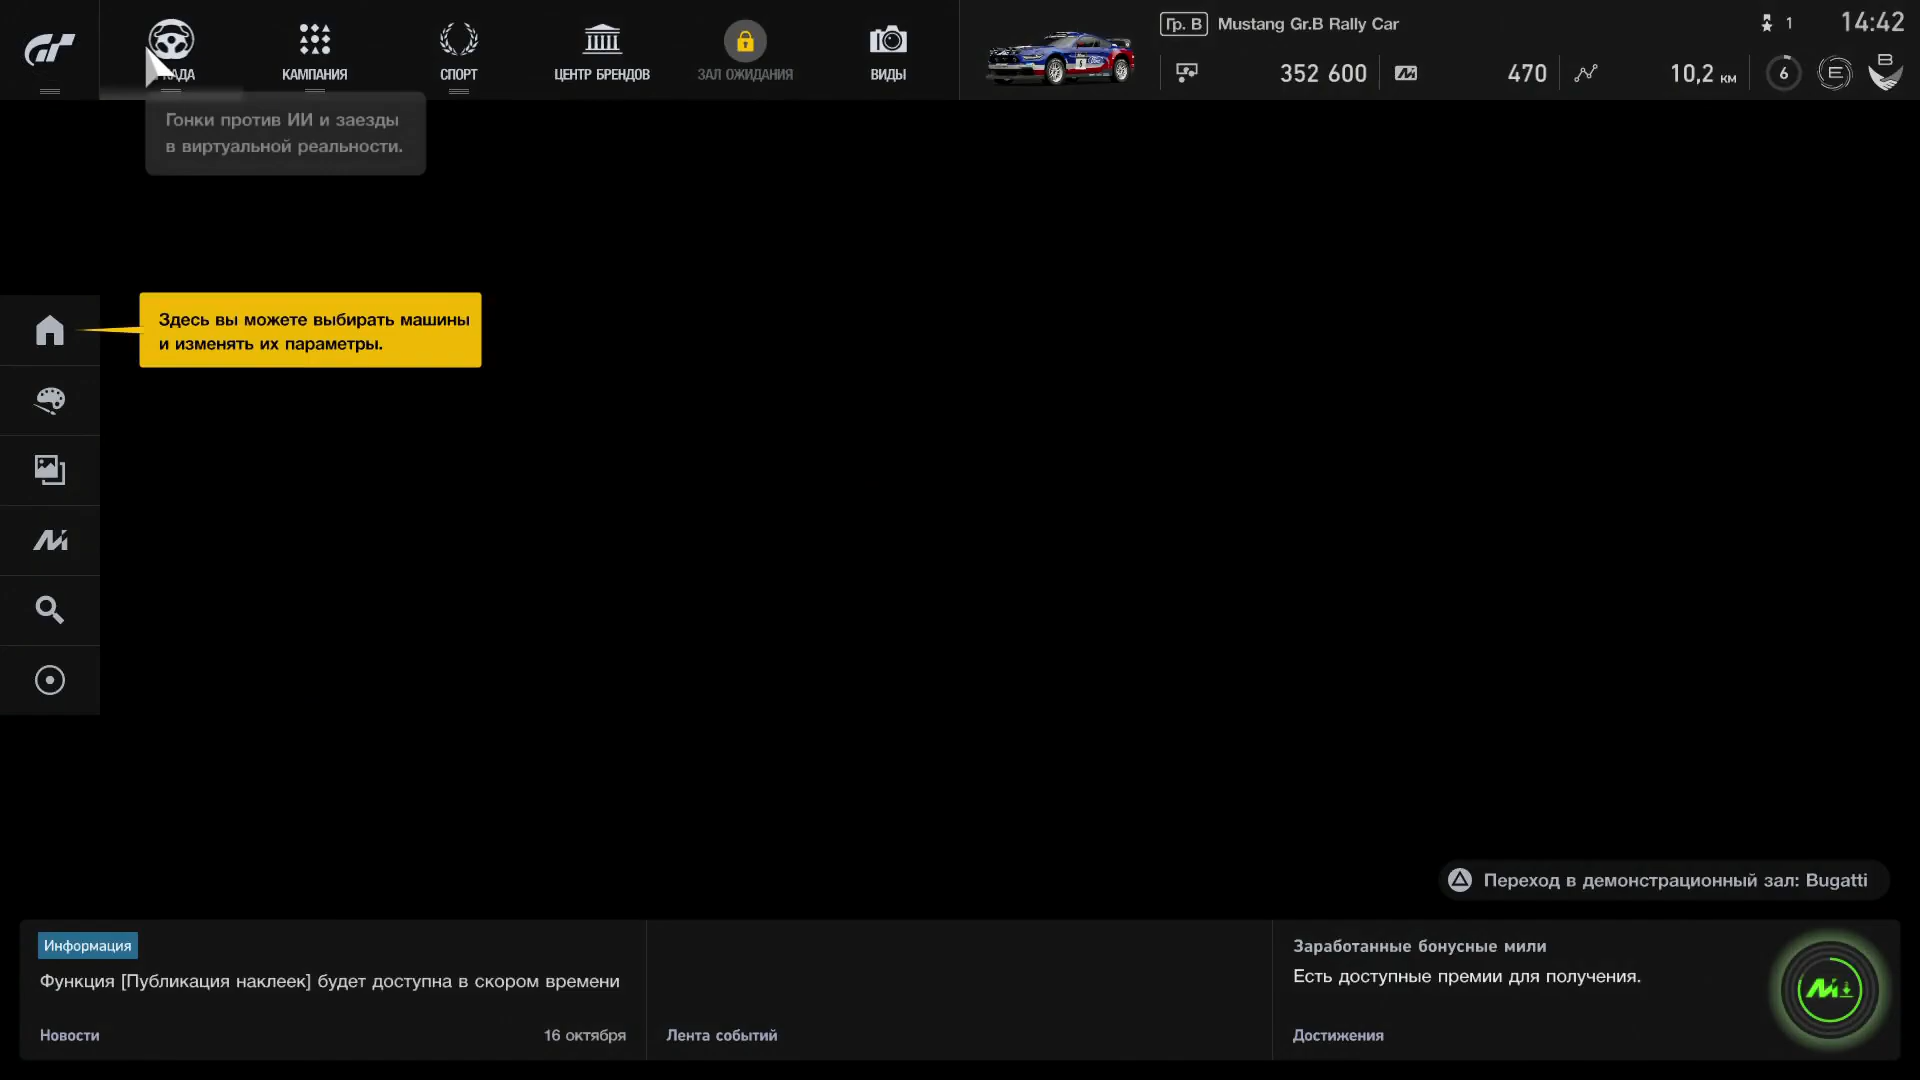 КАМПАНИЯ
СПОРТ
ЦЕНТР БРЕНДОВ
ЗАЛ ОЖИДАНИЯ
ВИДЫ
Гр. B Mustang Gr.B Rally Car
1
14:42
352 600
470
10,2 км
6
E
B
Гонки против ИИ и заезды
в виртуальной реальности.
Здесь вы можете выбирать машины
и изменять их параметры.
Переход в демонстрационный зал: Bugatti
Информация
Функция [Публикация наклеек] будет доступна в скором времени
Новости
16 октября
Лента событий
Заработанные бонусные мили
Есть доступные премии для получения.
Достижения